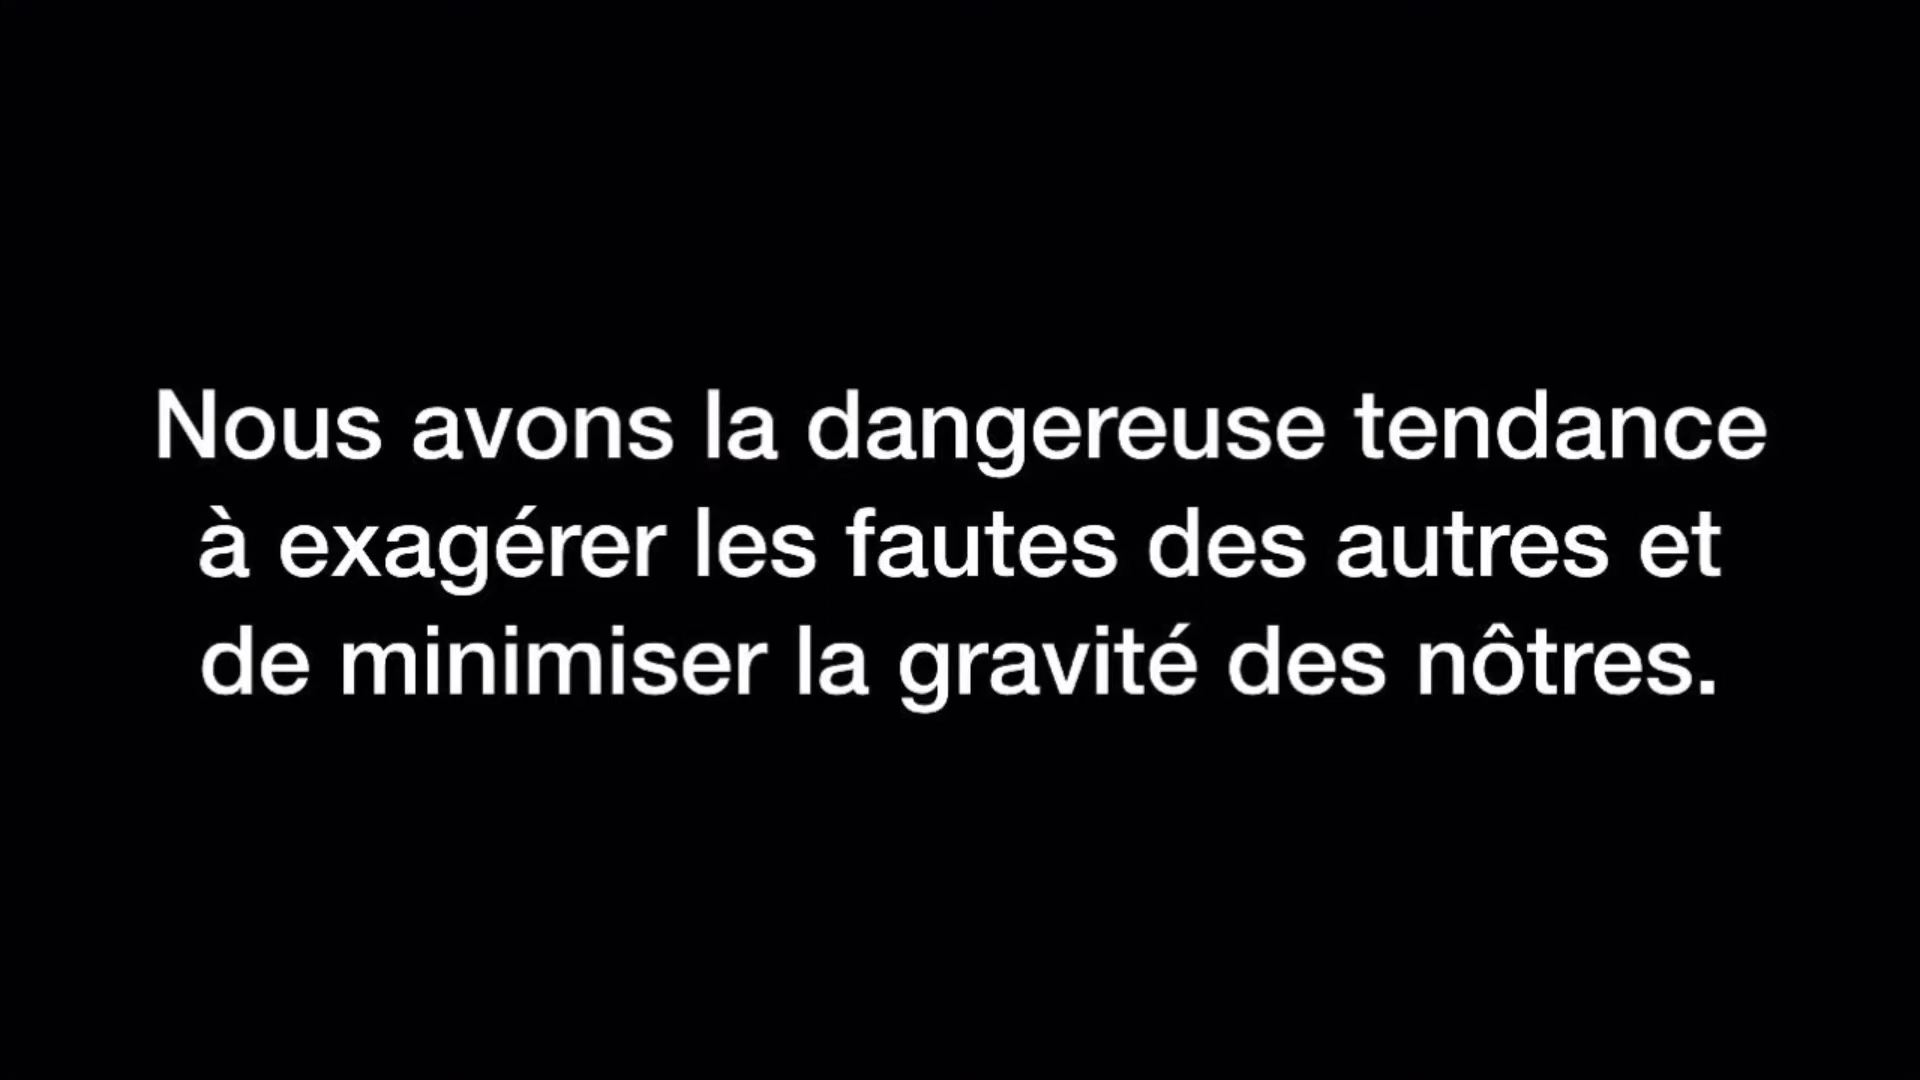 Nous avons la dangereuse tendance
à exagérer les fautes des autres et
de minimiser la gravité des nôtres.